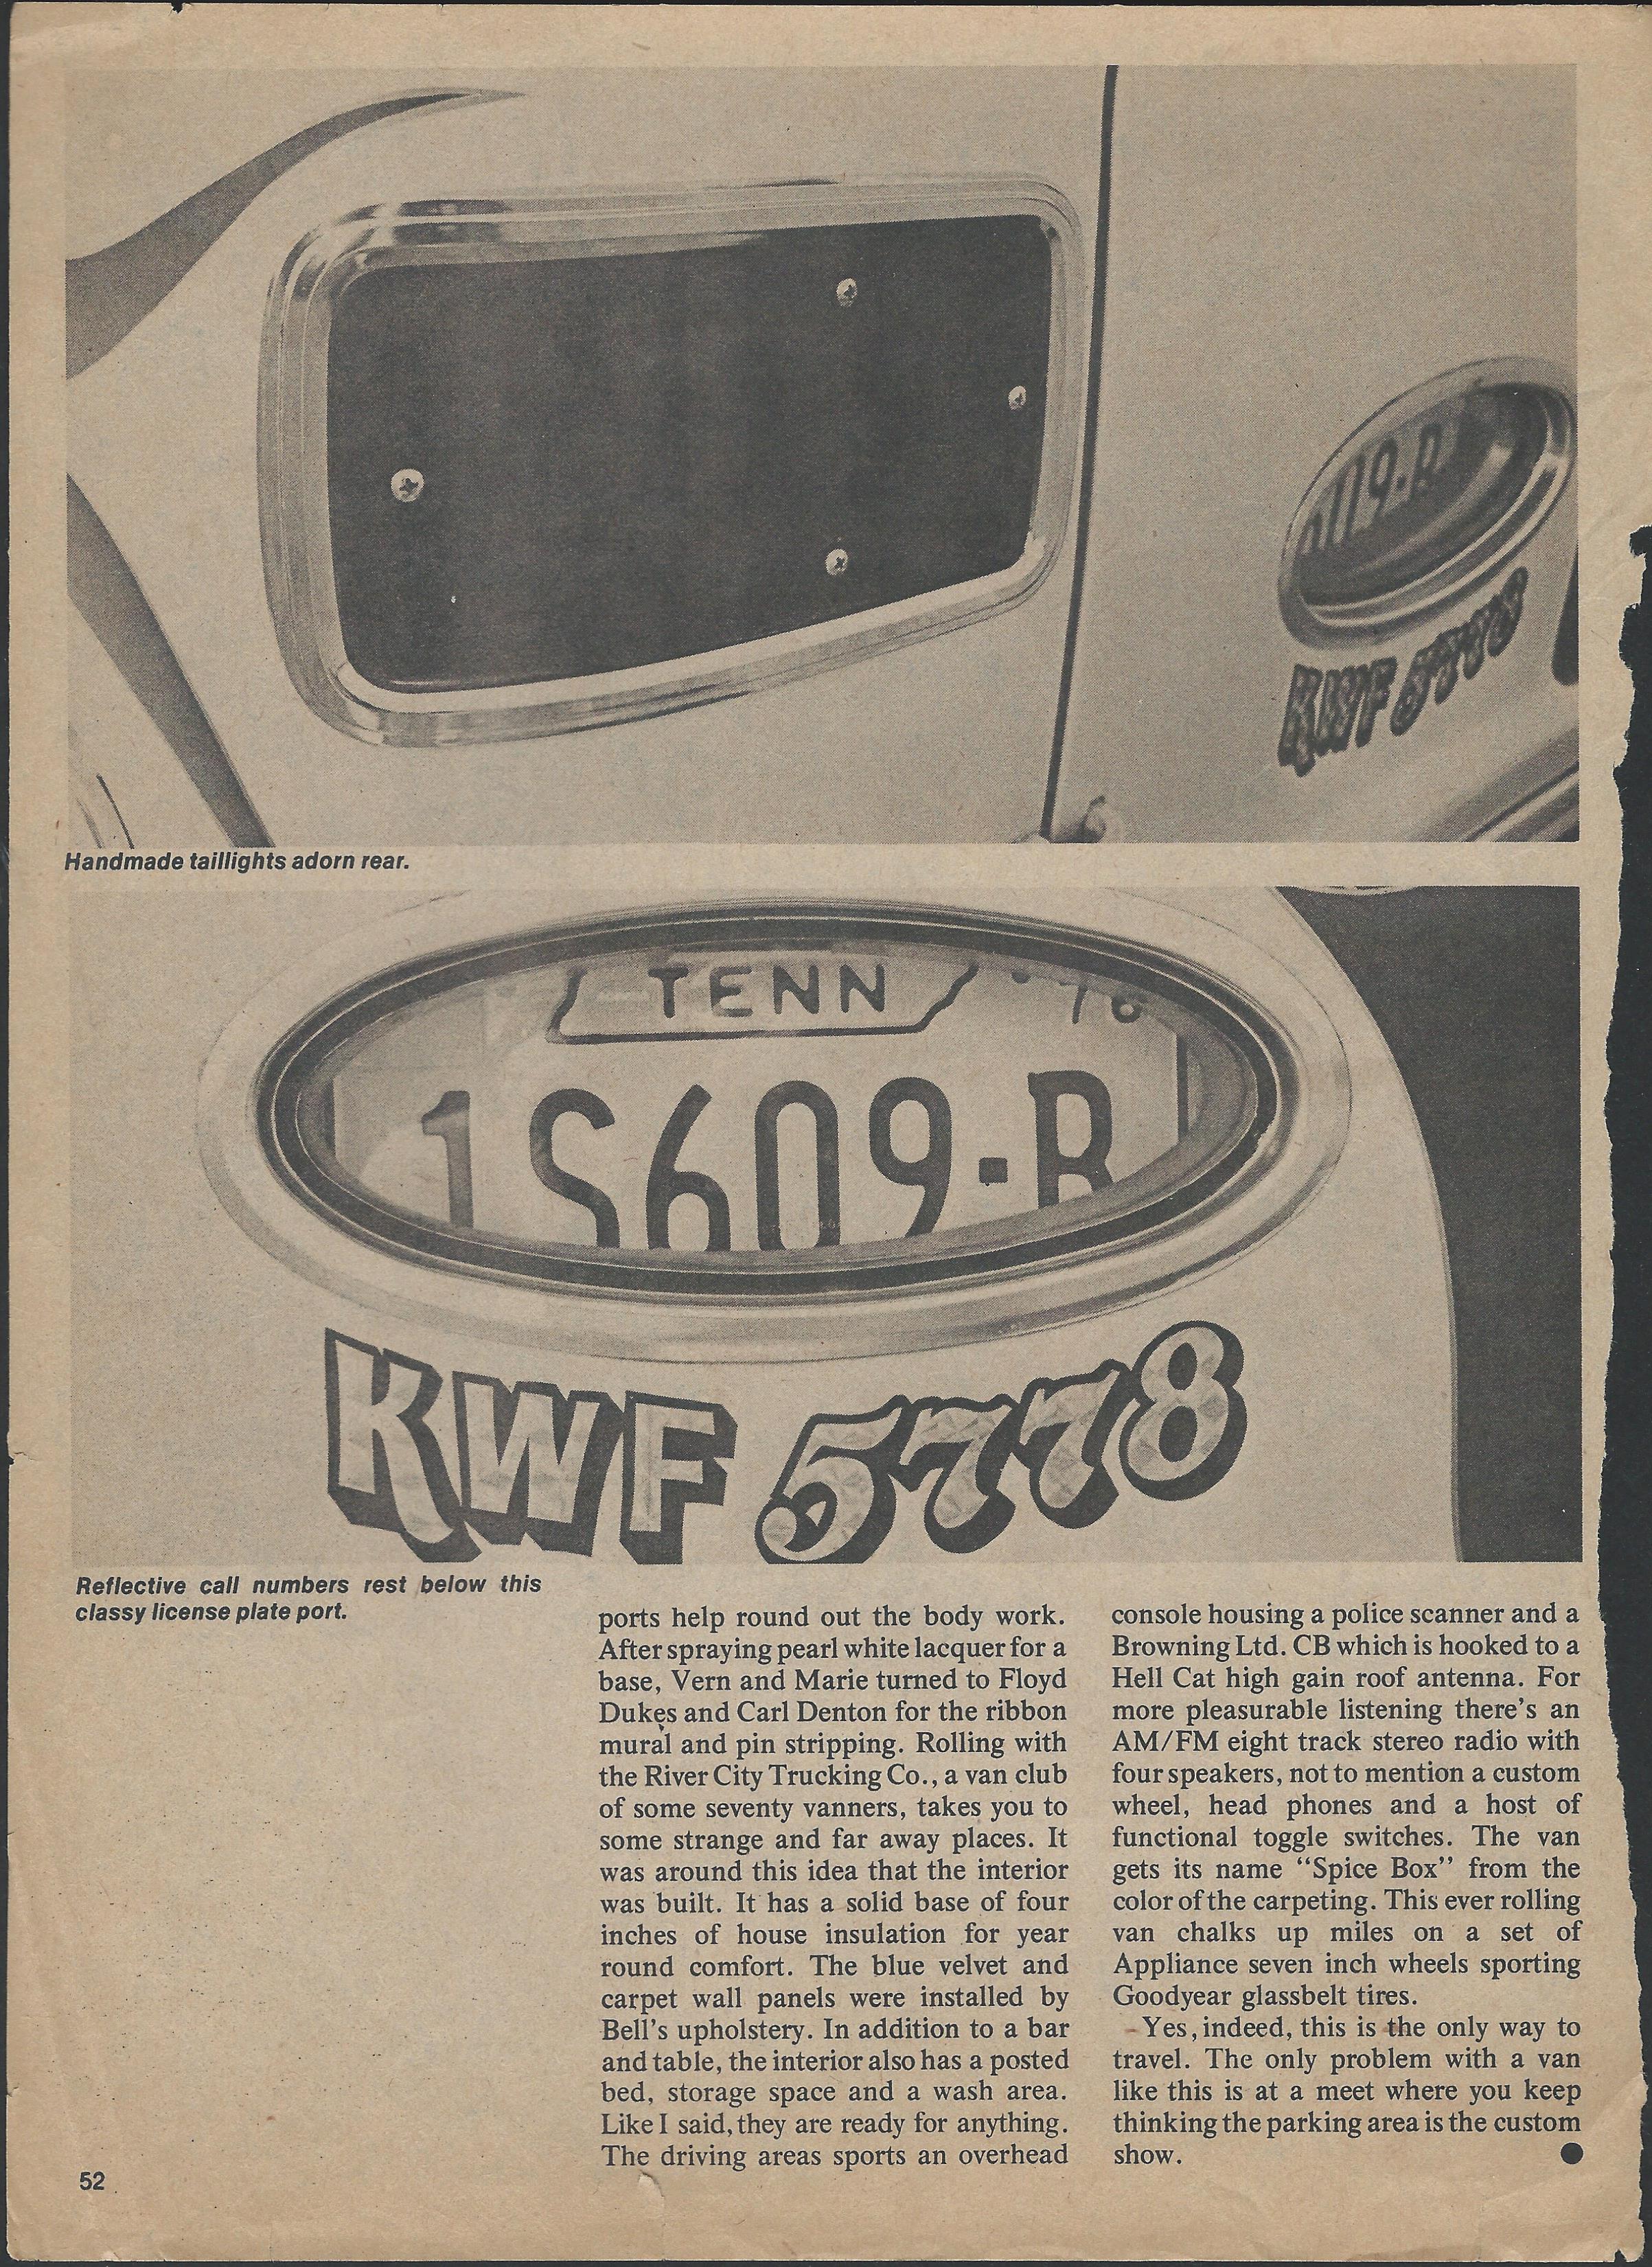 609-R
KWF 5778
Handmade taillights adorn rear.
TENN '76
1S609-R
KWF 5778
Reflective call numbers rest below this
classy license plate port.
ports help round out the body work.
After spraying pearl white lacquer for a
base, Vern and Marie turned to Floyd
Dukes and Carl Denton for the ribbon
mural and pin stripping. Rolling with
the River City Trucking Co., a van club
of some seventy vanners, takes you to
some strange and far away places. It
was around this idea that the interior
was built. It has a solid base of four
inches of house insulation for year
round comfort. The blue velvet and
carpet wall panels were installed by
Bell's upholstery. In addition to a bar
and table, the interior also has a posted
bed, storage space and a wash area.
Like I said, they are ready for anything.
The driving areas sports an overhead
console housing a police scanner and a
Browning Ltd. CB which is hooked to a
Hell Cat high gain roof antenna. For
more pleasurable listening there's an
AM/FM eight track stereo radio with
four speakers, not to mention a custom
wheel, head phones and a host of
functional toggle switches. The van
gets its name "Spice Box" from the
color of the carpeting. This ever rolling
van chalks up miles on a set of
Appliance seven inch wheels sporting
Goodyear glassbelt tires.
Yes, indeed, this is the only way to
travel. The only problem with a van
like this is at a meet where you keep
thinking the parking area is the custom
show. ●
52